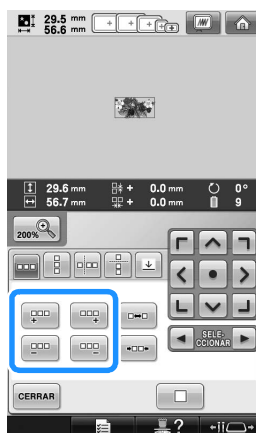 29.5 mm
56.6 mm
29.6 mm + 0.0 mm 0°
56.7 mm + 0.0 mm 9
200%
+ +
- -
SELE-
CCIONAR
CERRAR
?